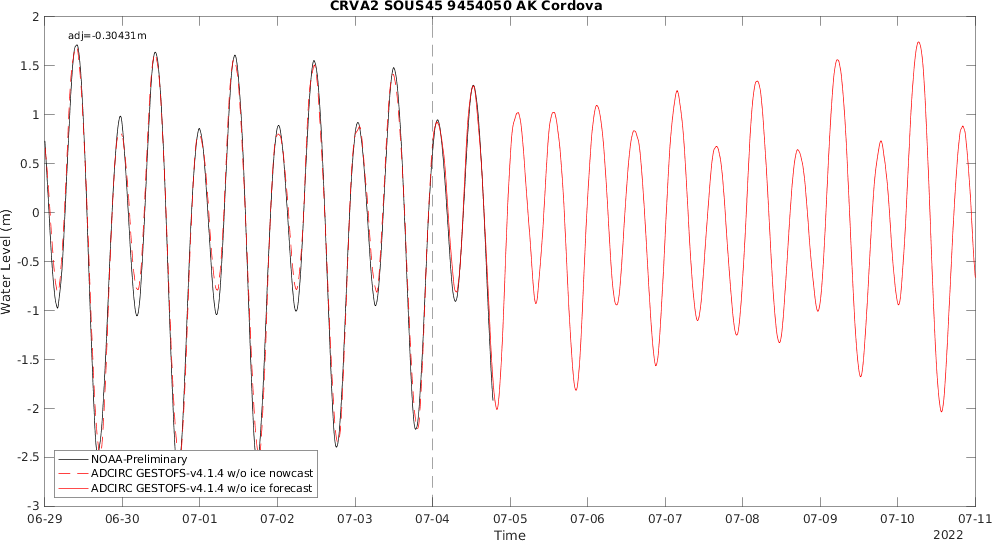 CRVA2 SOUS45 9454050 AK Cordova
adj=-0.30431m
Water Level (m)
2
1.5
1
0.5
0
-0.5
-1
-1.5
-2
-2.5
-3
NOAA-Preliminary
ADCIRC GESTOFS-v4.1.4 w/o ice nowcast
ADCIRC GESTOFS-v4.1.4 w/o ice forecast
06-29 06-30 07-01 07-02 07-03 07-04 07-05 07-06 07-07 07-08 07-09 07-10 07-11
Time
2022